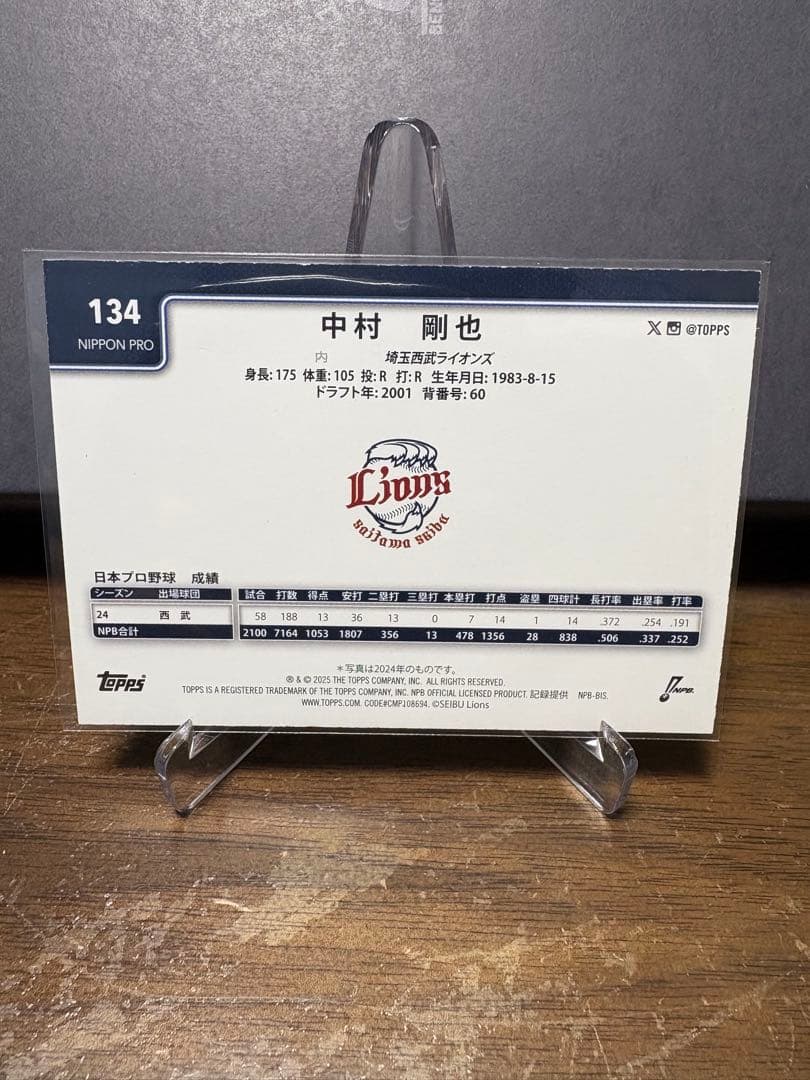 134
NIPPON PRO
中村 剛也
@TOPPS
内 埼玉西武ライオンズ
身長: 175 体重: 105 投: R 打: R 生年月日: 1983-8-15
ドラフト年: 2001 背番号: 60
Lions
saitama seibu
日本プロ野球 成績
シーズン 出場球団 試合 打数 得点 安打 二塁打 三塁打 本塁打 打点 盗塁 四球計 長打率 出塁率 打率
24 西 武 58 188 13 36 13 0 7 14 1 14 .372 .254 .191
NPB合計 2100 7164 1053 1807 356 13 478 1356 28 838 .506 .337 .252
*写真は2024年のものです。
® & © 2025 THE TOPPS COMPANY, INC. ALL RIGHTS RESERVED.
TOPPS IS A REGISTERED TRADEMARK OF THE TOPPS COMPANY, INC. NPB OFFICIAL LICENSED PRODUCT. 記録提供 NPB-BIS.
WWW.TOPPS.COM. CODE#CMPJ08694. ©SEIBU Lions
Topps
NPB